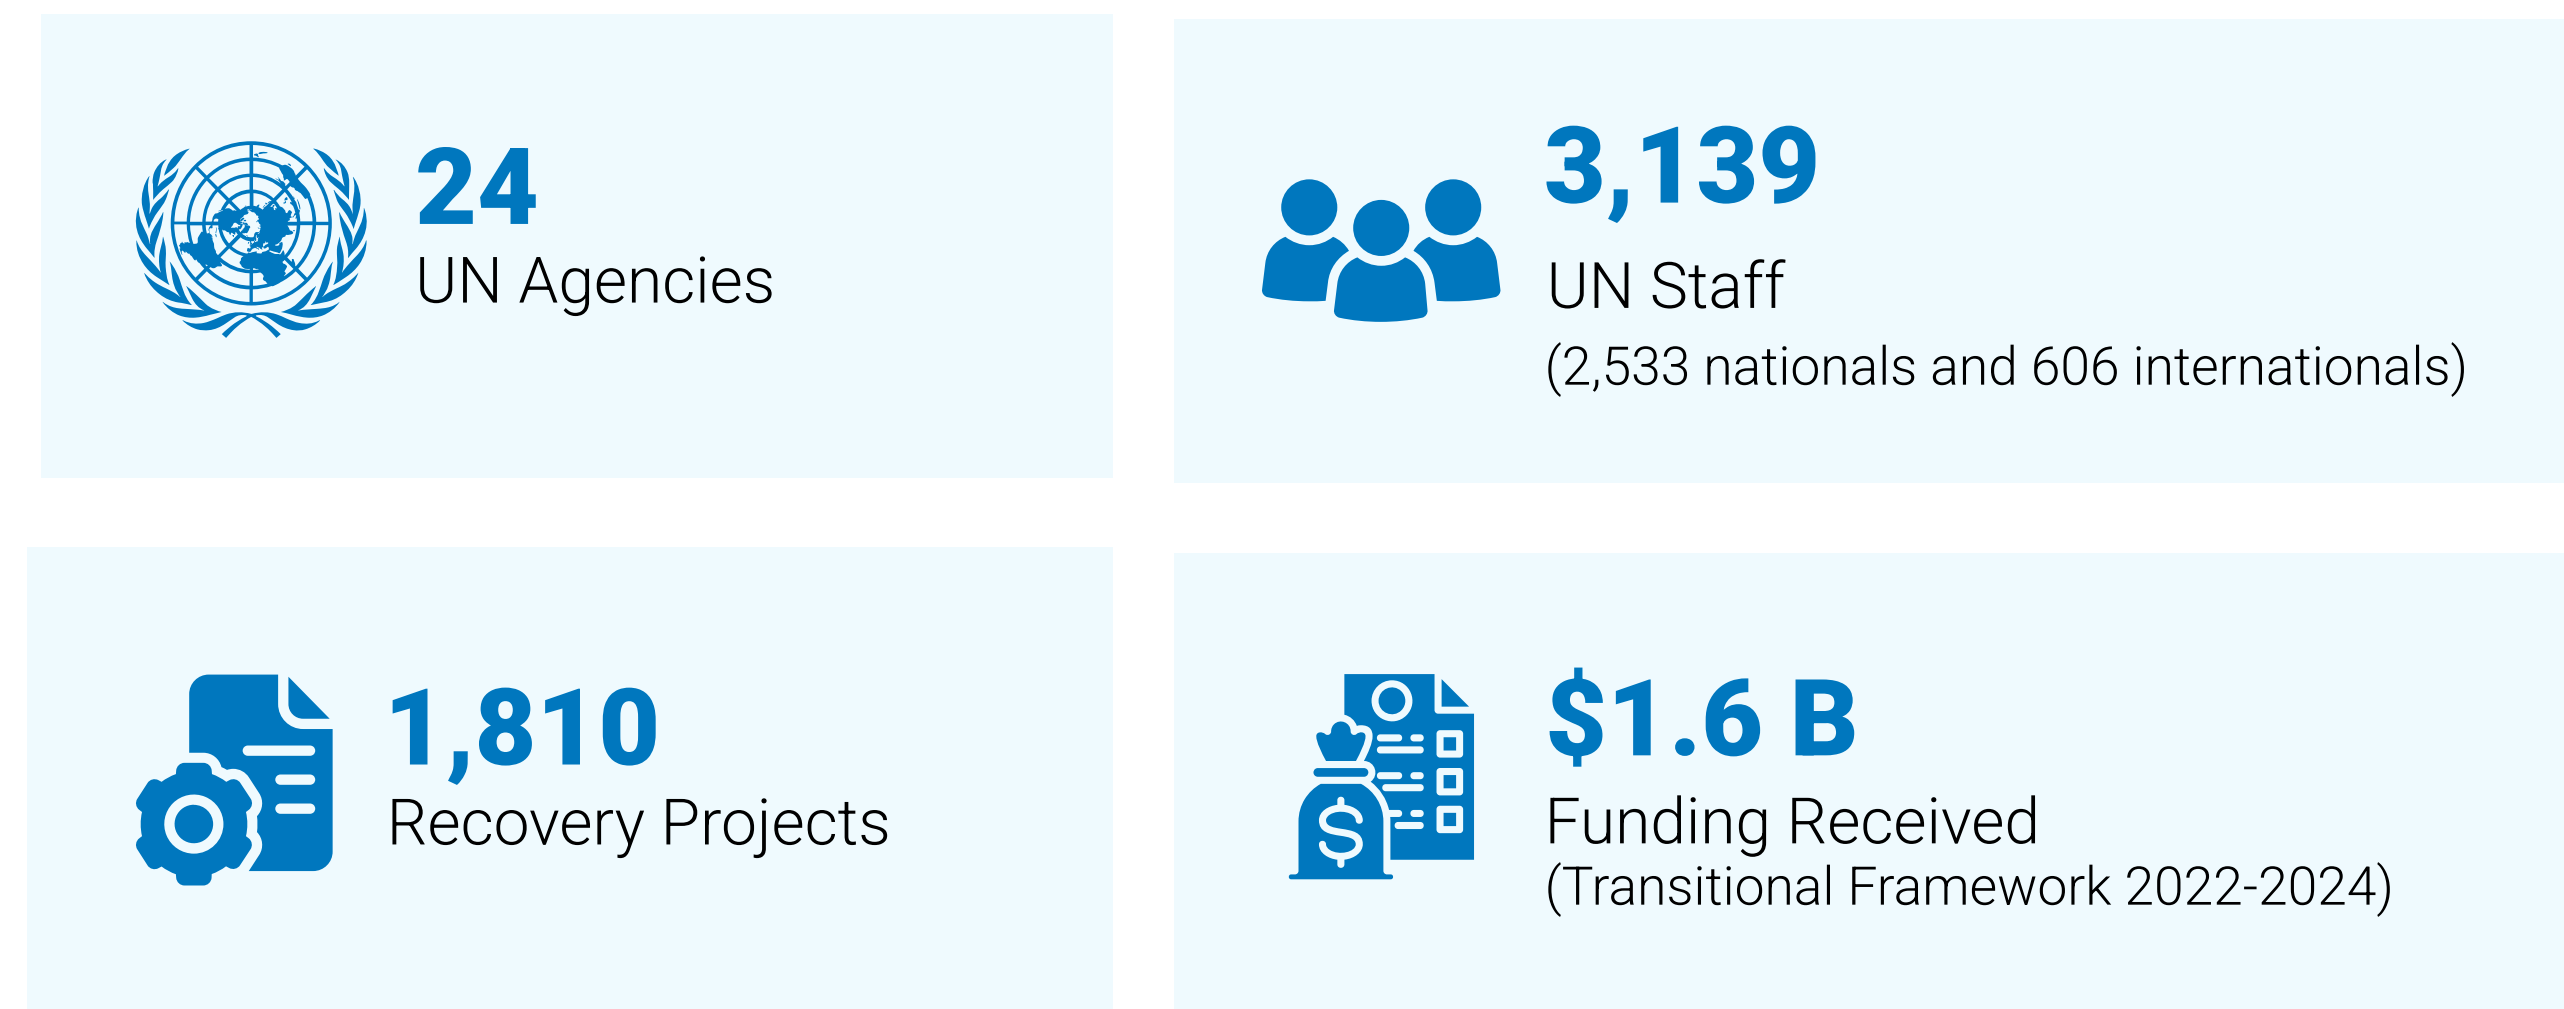 24
UN Agencies
3,139
UN Staff
(2,533 nationals and 606 internationals)
1,810
Recovery Projects
$1.6 B
Funding Received
(Transitional Framework 2022-2024)